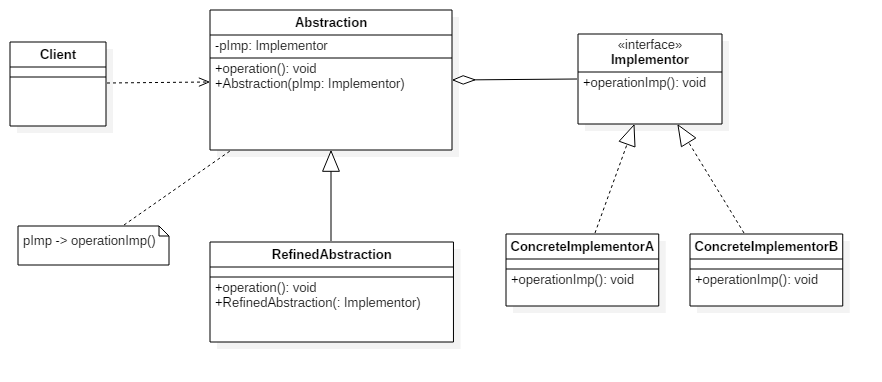 Client
Abstraction
-pImp: Implementor
+operation(): void
+Abstraction(pImp: Implementor)
«interface»
Implementor
+operationImp(): void
pImp -> operationImp()
RefinedAbstraction
+operation(): void
+RefinedAbstraction(: Implementor)
ConcreteImplementorA
+operationImp(): void
ConcreteImplementorB
+operationImp(): void